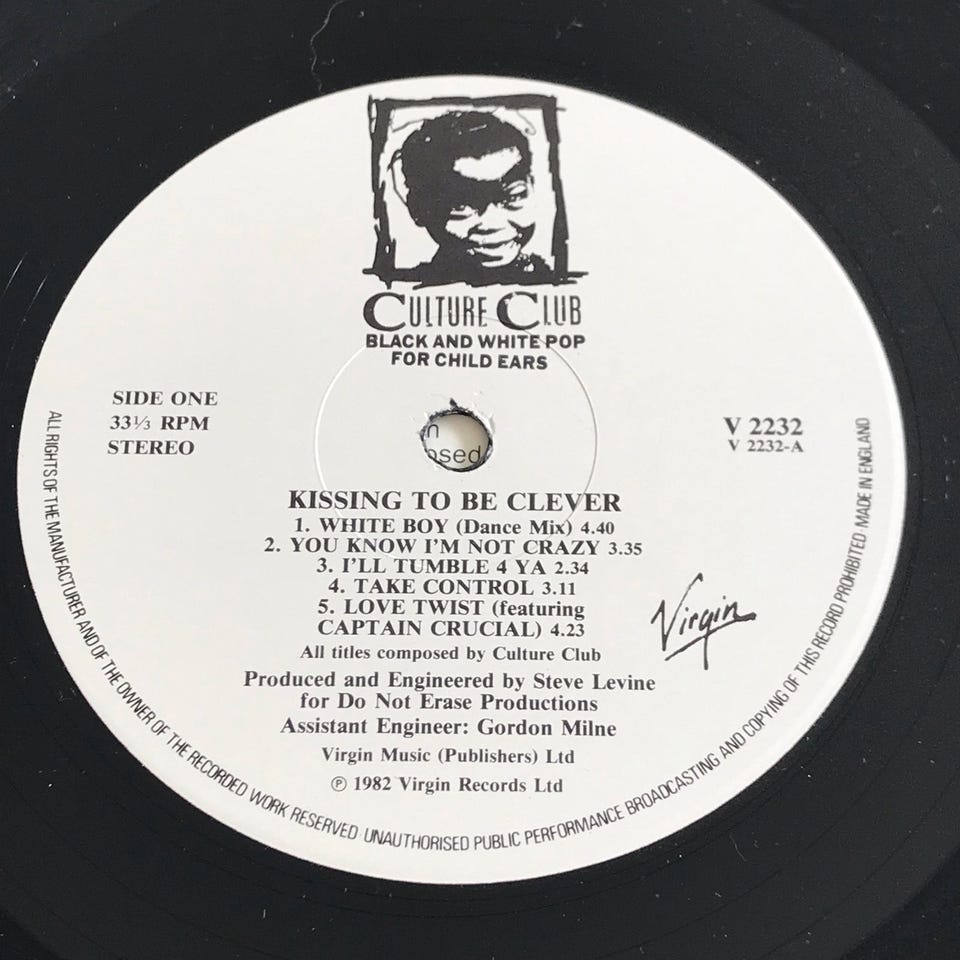 CULTURE CLUB
BLACK AND WHITE POP
FOR CHILD EARS
SIDE ONE
33⅓ RPM
STEREO
V 2232
V 2232-A
KISSING TO BE CLEVER
1. WHITE BOY (Dance Mix) 4.40
2. YOU KNOW I'M NOT CRAZY 3.35
3. I'LL TUMBLE 4 YA 2.34
4. TAKE CONTROL 3.11
5. LOVE TWIST (featuring
CAPTAIN CRUCIAL) 4.23
All titles composed by Culture Club
Produced and Engineered by Steve Levine
for Do Not Erase Productions
Assistant Engineer: Gordon Milne
Virgin Music (Publishers) Ltd
℗ 1982 Virgin Records Ltd
Virgin
ALL RIGHTS OF THE MANUFACTURER AND OF THE OWNER OF THE RECORDED WORK RESERVED · UNAUTHORISED PUBLIC PERFORMANCE BROADCASTING AND COPYING OF THIS RECORD PROHIBITED · MADE IN ENGLAND